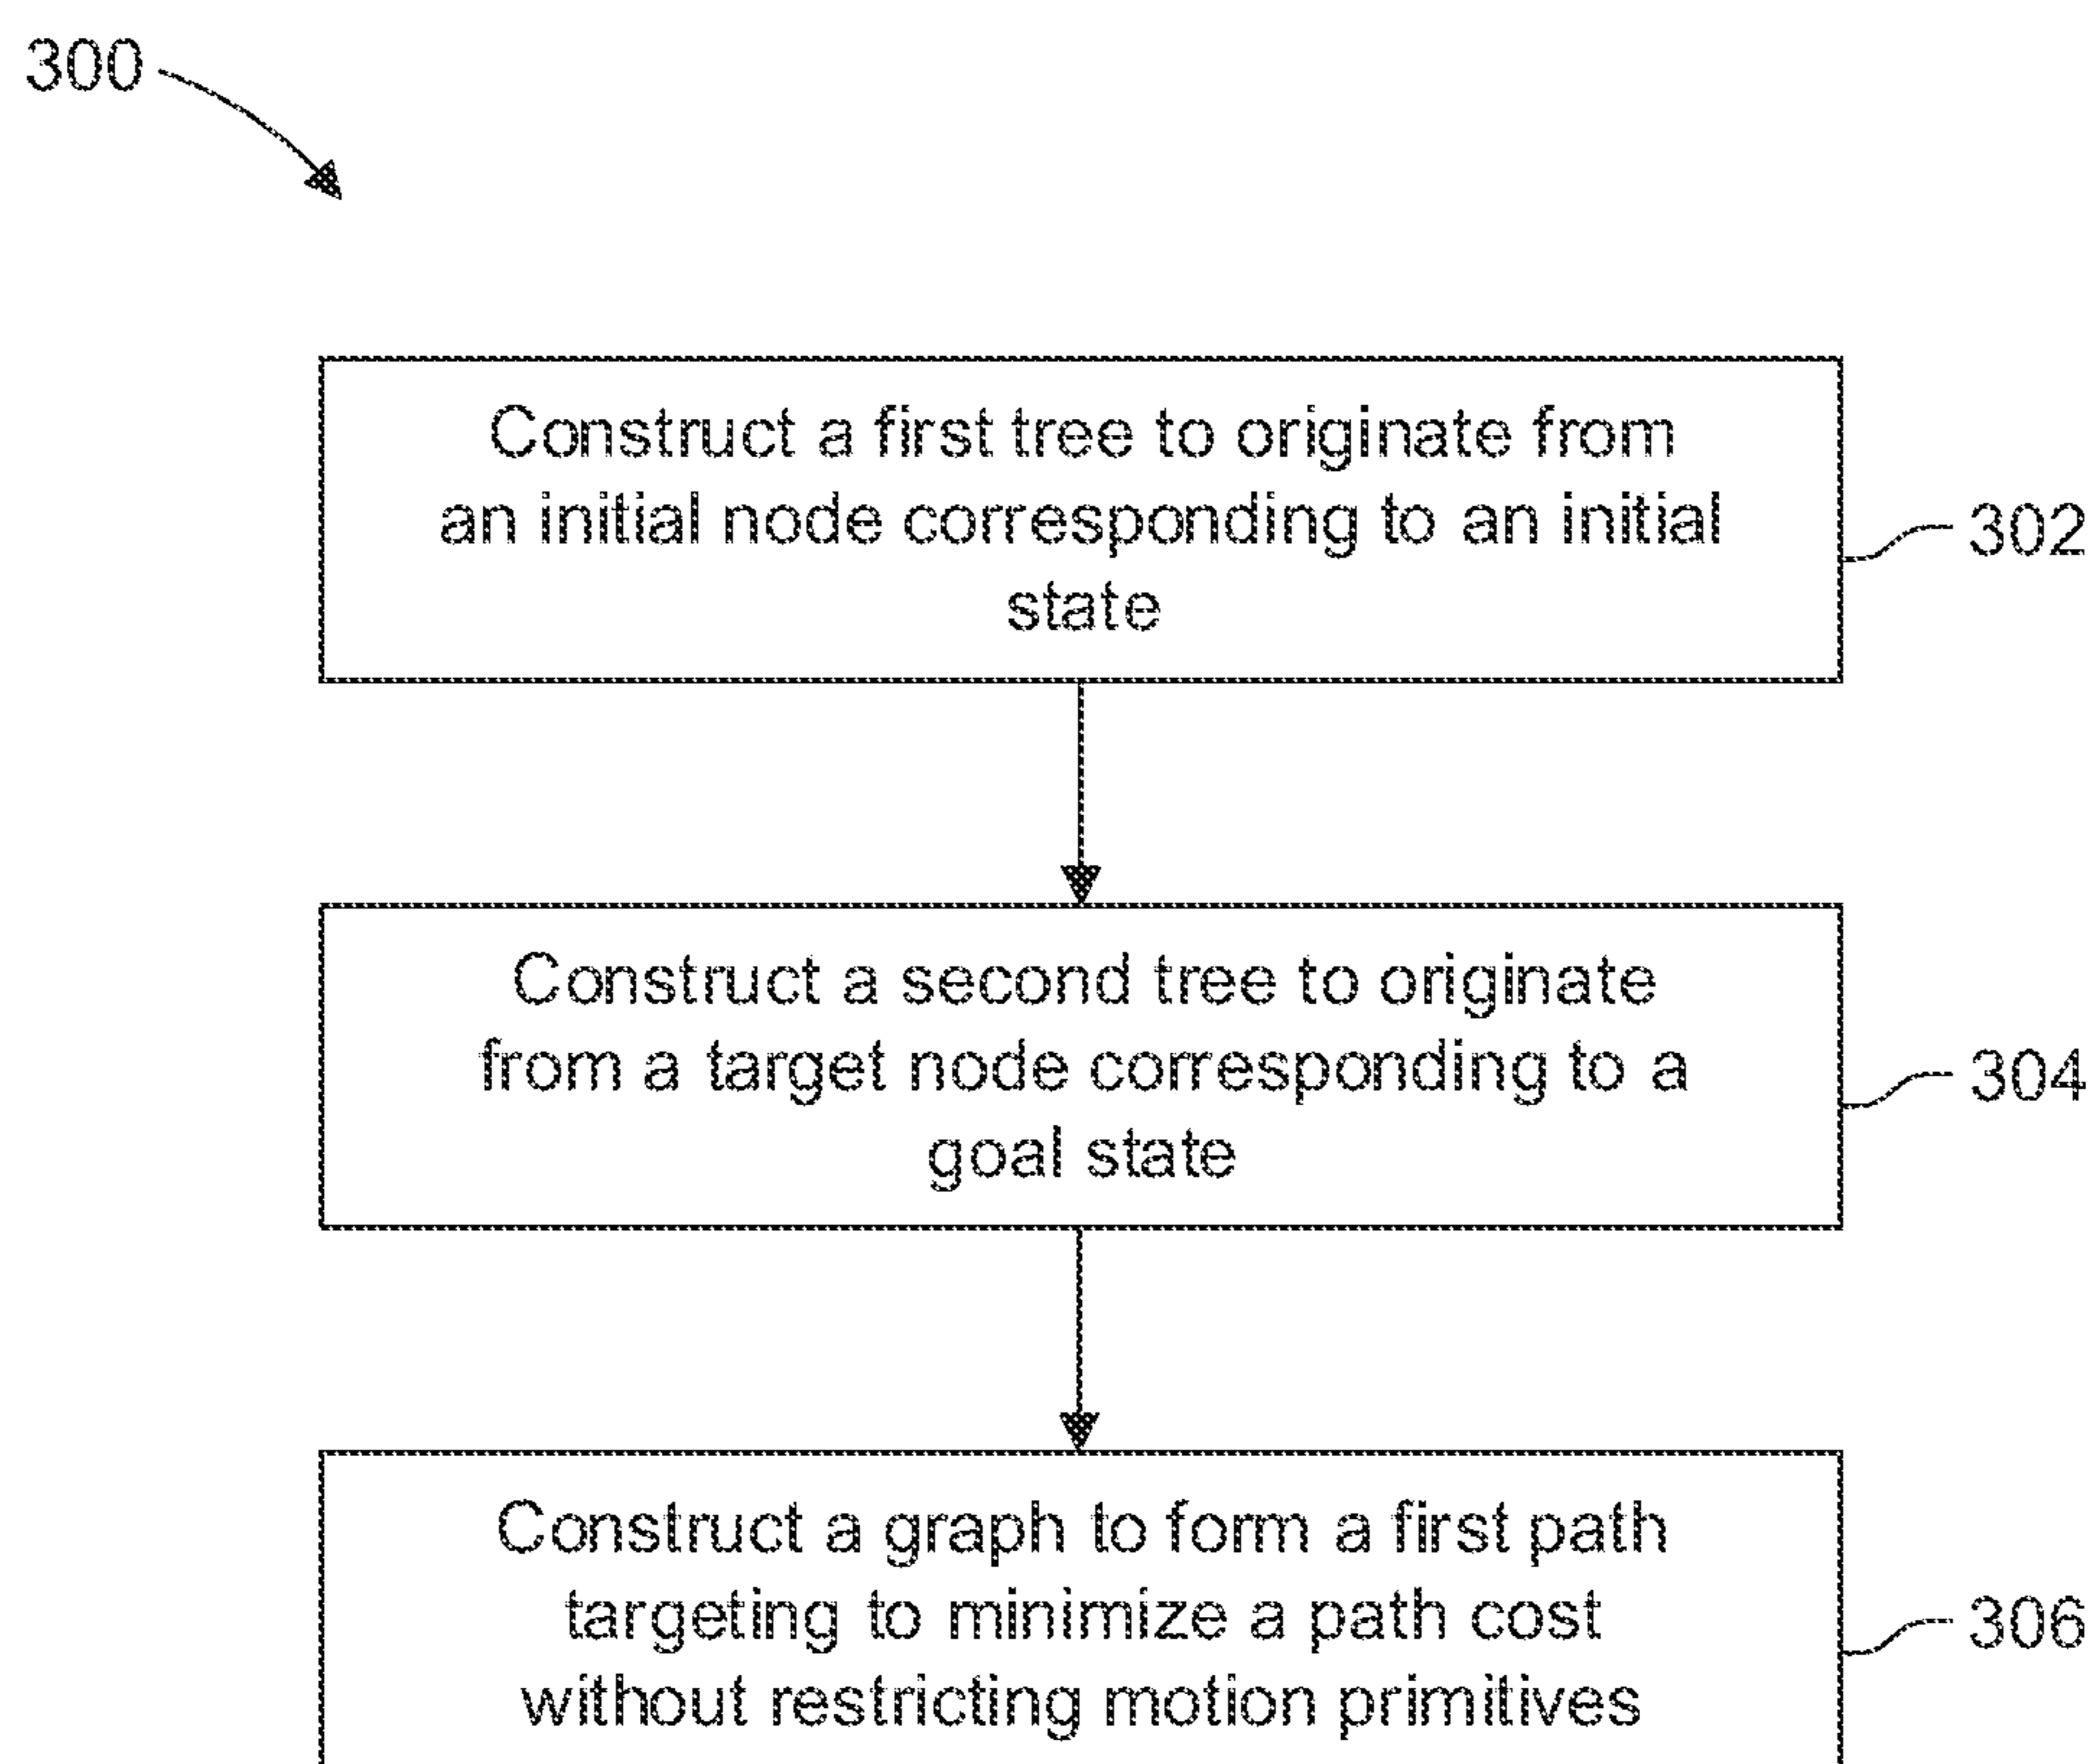 300
Construct a first tree to originate from
an initial node corresponding to an initial
state
302
Construct a second tree to originate
from a target node corresponding to a
goal state
304
Construct a graph to form a first path
targeting to minimize a path cost
without restricting motion primitives
306